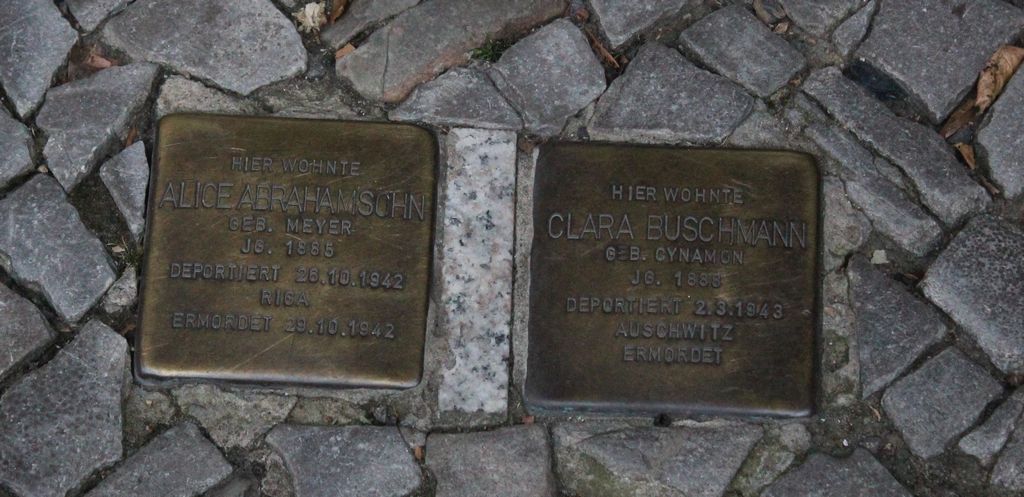 HIER WOHNTE
ALICE ABRAHAMSOHN
GEB. MEYER
JG. 1885
DEPORTIERT 26.10.1942
RIGA
ERMORDET 29.10.1942
HIER WOHNTE
CLARA BUSCHMANN
GEB. CYNAMON
JG. 1888
DEPORTIERT 2.3.1943
AUSCHWITZ
ERMORDET